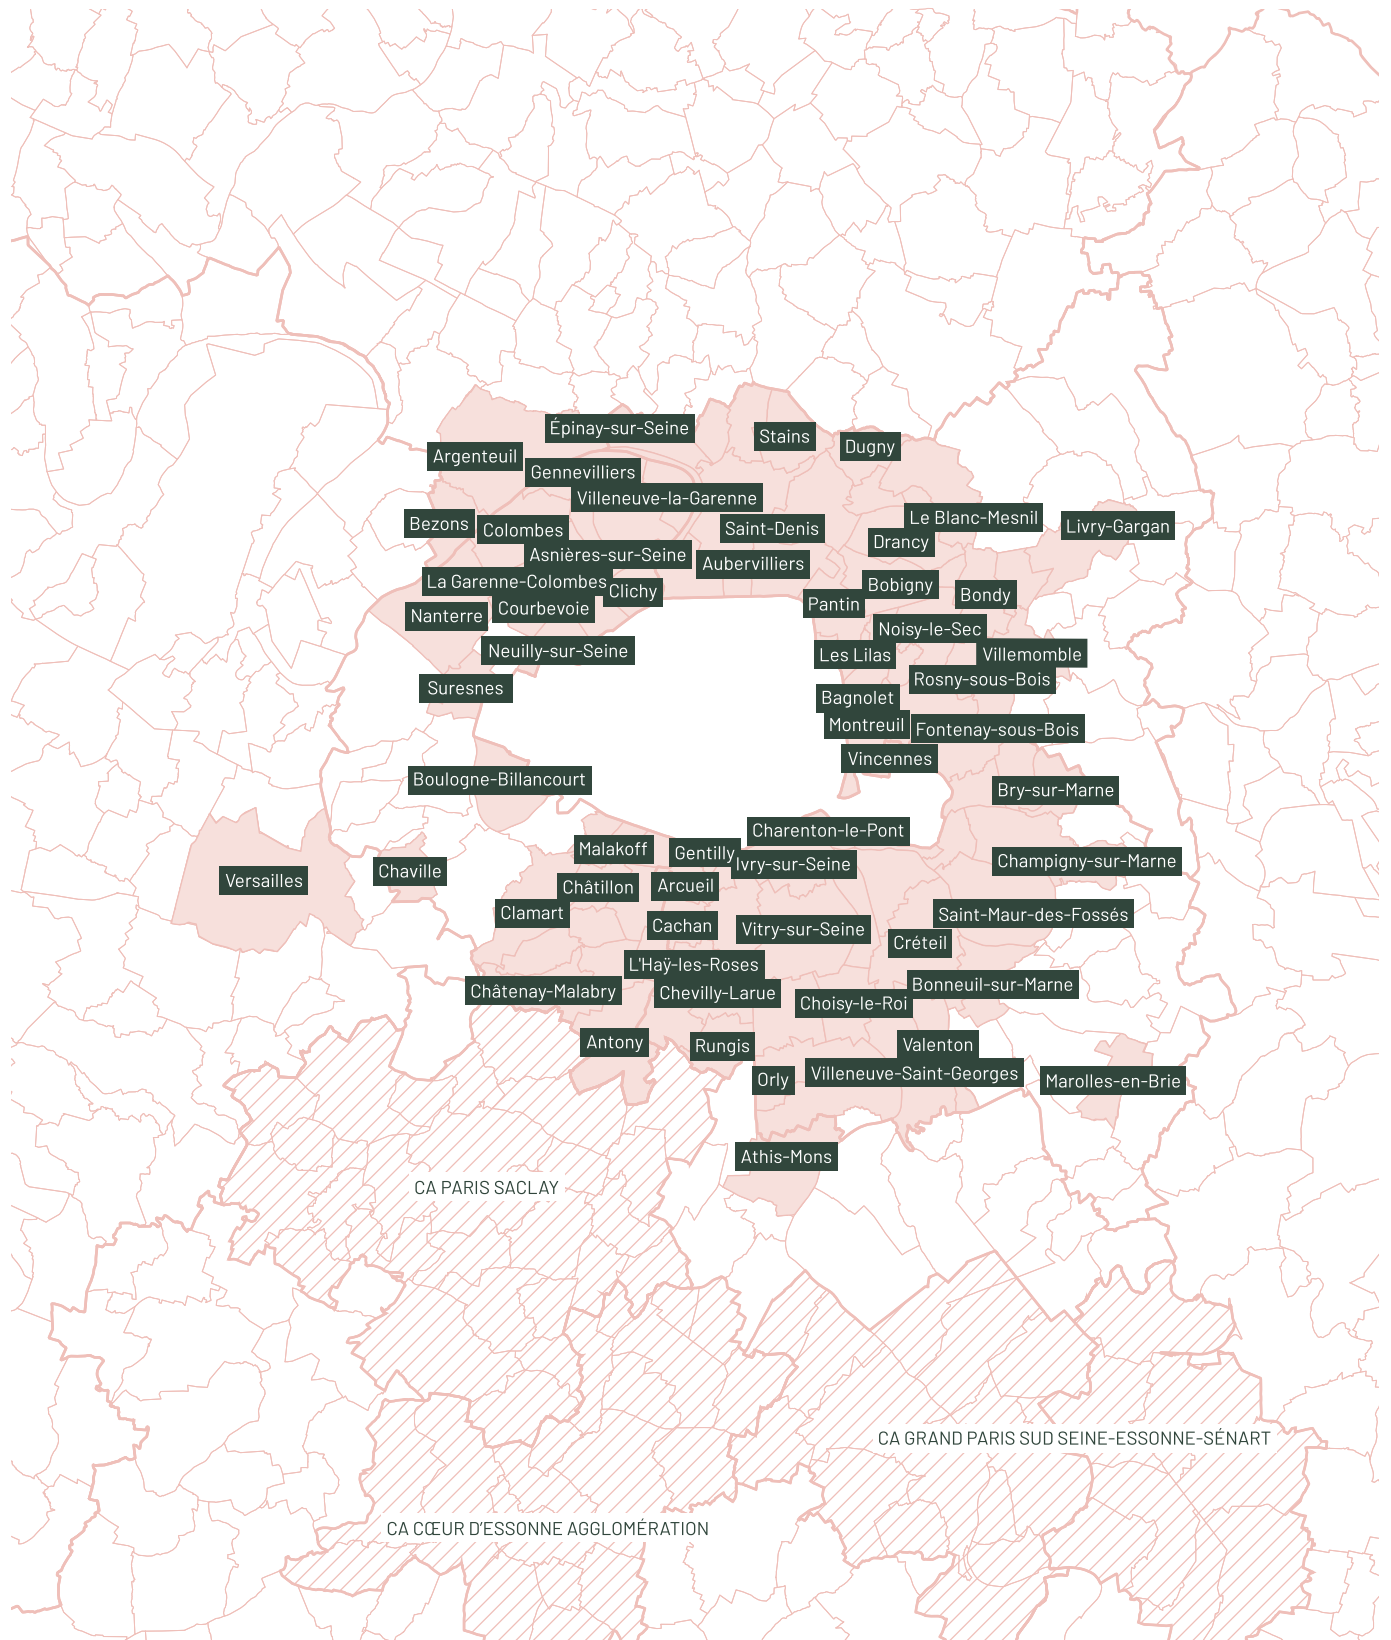 Épinay-sur-Seine
Stains
Dugny
Argenteuil
Gennevilliers
Villeneuve-la-Garenne
Bezons
Colombes
Saint-Denis
Le Blanc-Mesnil
Livry-Gargan
Drancy
Asnières-sur-Seine
Aubervilliers
La Garenne-Colombes
Clichy
Bobigny
Bondy
Pantin
Nanterre
Courbevoie
Noisy-le-Sec
Neuilly-sur-Seine
Les Lilas
Villemomble
Rosny-sous-Bois
Suresnes
Bagnolet
Montreuil
Fontenay-sous-Bois
Vincennes
Boulogne-Billancourt
Bry-sur-Marne
Charenton-le-Pont
Malakoff
Gentilly
Ivry-sur-Seine
Champigny-sur-Marne
Chaville
Versailles
Châtillon
Arcueil
Clamart
Cachan
Vitry-sur-Seine
Saint-Maur-des-Fossés
Créteil
L'Haÿ-les-Roses
Châtenay-Malabry
Chevilly-Larue
Choisy-le-Roi
Bonneuil-sur-Marne
Antony
Rungis
Valenton
Orly
Villeneuve-Saint-Georges
Marolles-en-Brie
Athis-Mons
CA PARIS SACLAY
CA GRAND PARIS SUD SEINE-ESSONNE-SÉNART
CA CŒUR D'ESSONNE AGGLOMÉRATION